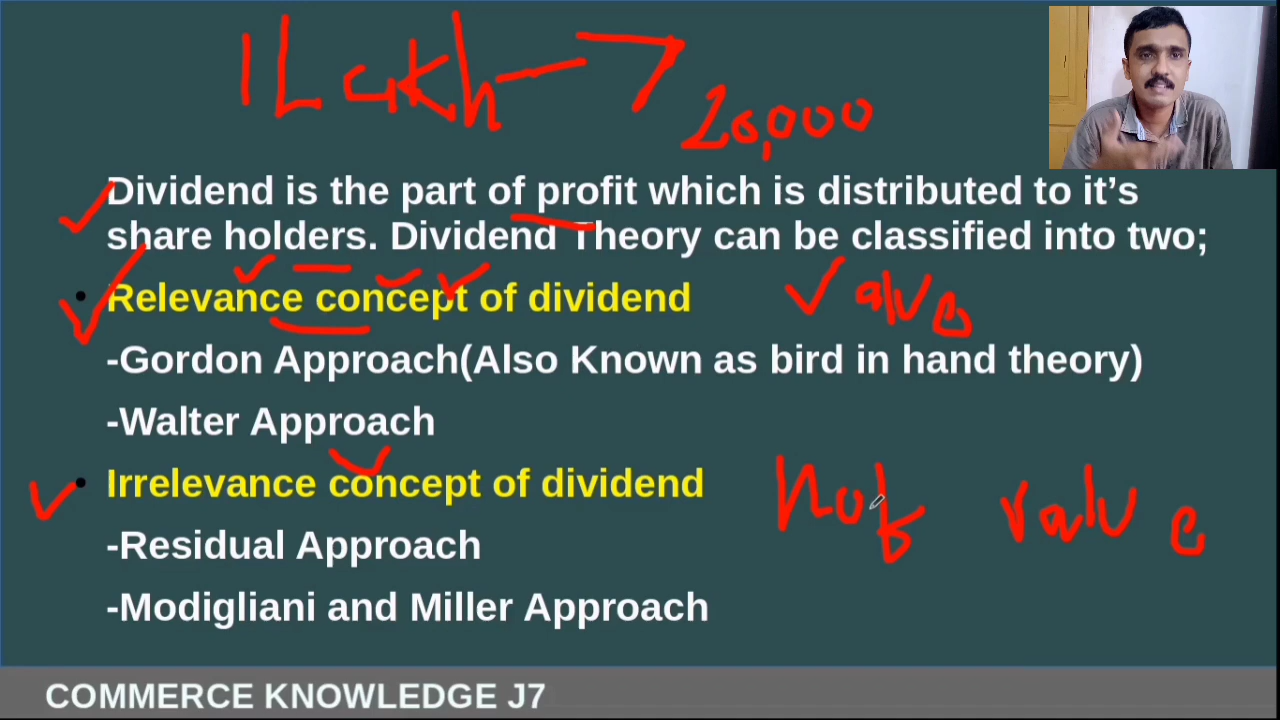 1Lakh
20,000
Dividend is the part of profit which is distributed to it's
share holders. Dividend Theory can be classified into two;
• Relevance concept of dividend
value
-Gordon Approach(Also Known as bird in hand theory)
-Walter Approach
• Irrelevance concept of dividend
not value
-Residual Approach
-Modigliani and Miller Approach
COMMERCE KNOWLEDGE J7